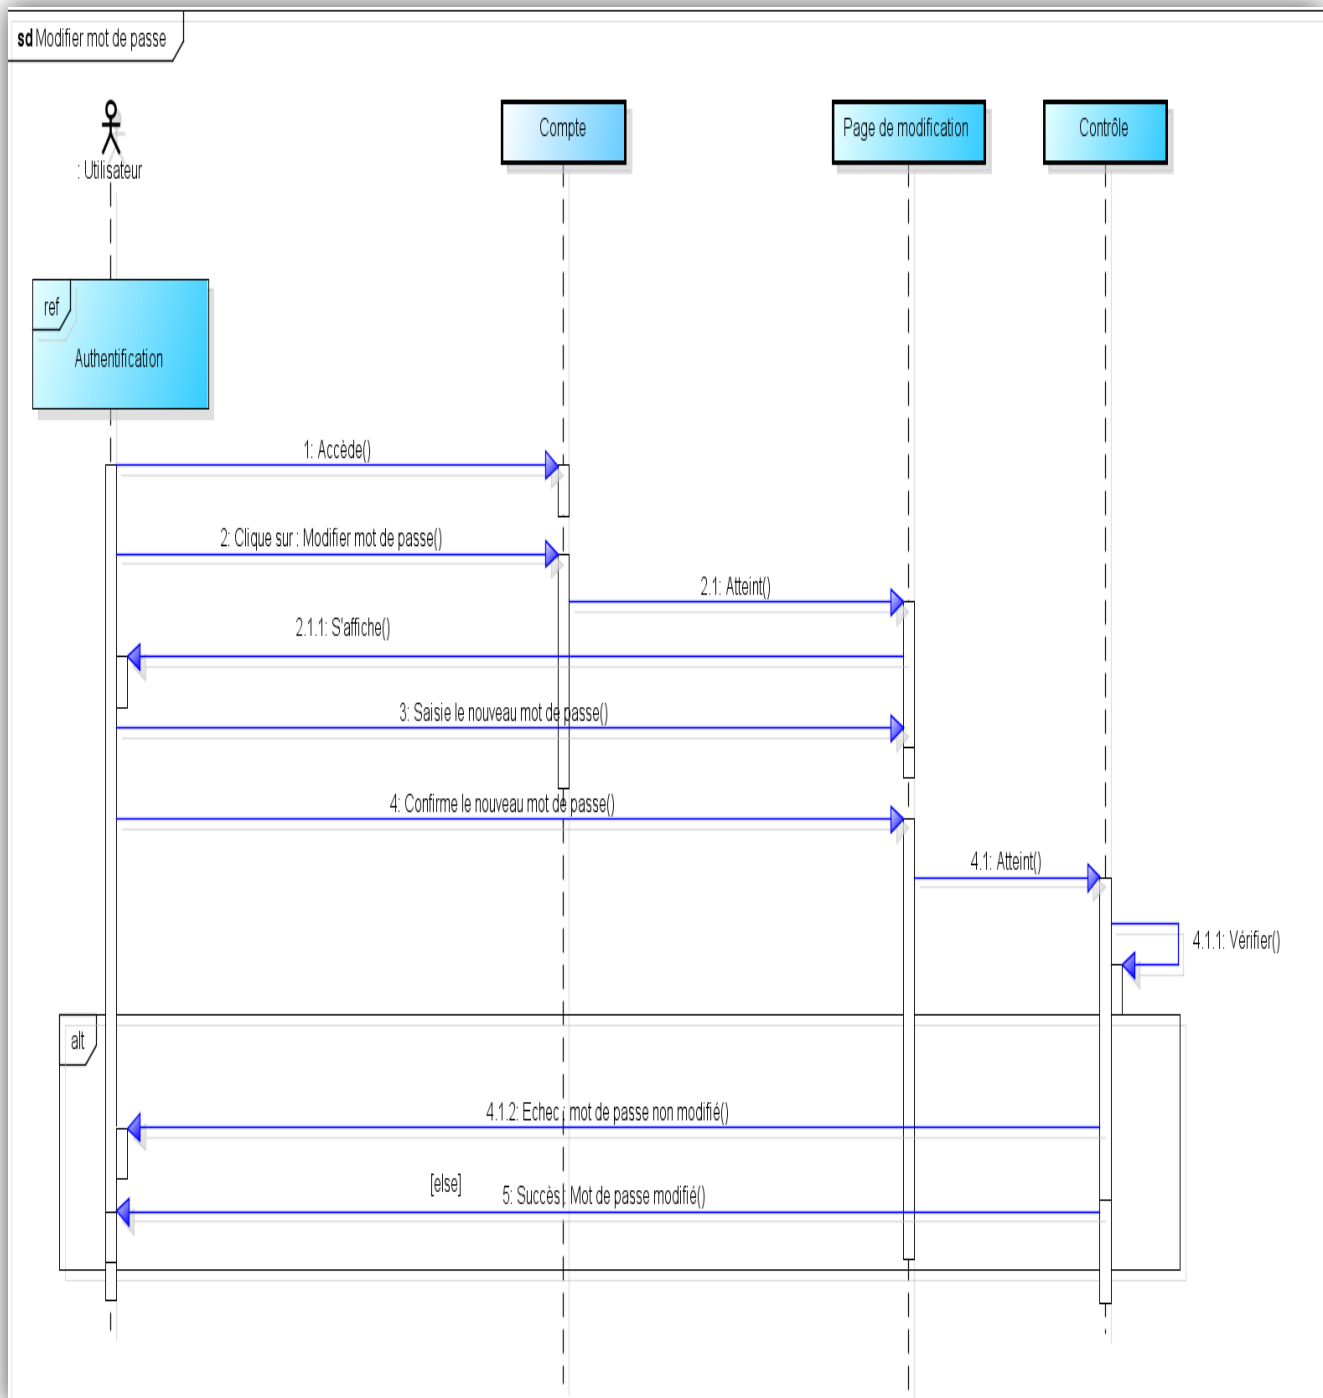 sd Modifier mot de passe
: Utilisateur
Compte
Page de modification
Contrôle
ref
Authentification
1: Accède()
2: Clique sur : Modifier mot de passe()
2.1: Atteint()
2.1.1: S'affiche()
3: Saisie le nouveau mot de passe()
4: Confirme le nouveau mot de passe()
4.1: Atteint()
4.1.1: Vérifier()
alt
4.1.2: Echec : mot de passe non modifié()
[else]
5: Succès : Mot de passe modifié()